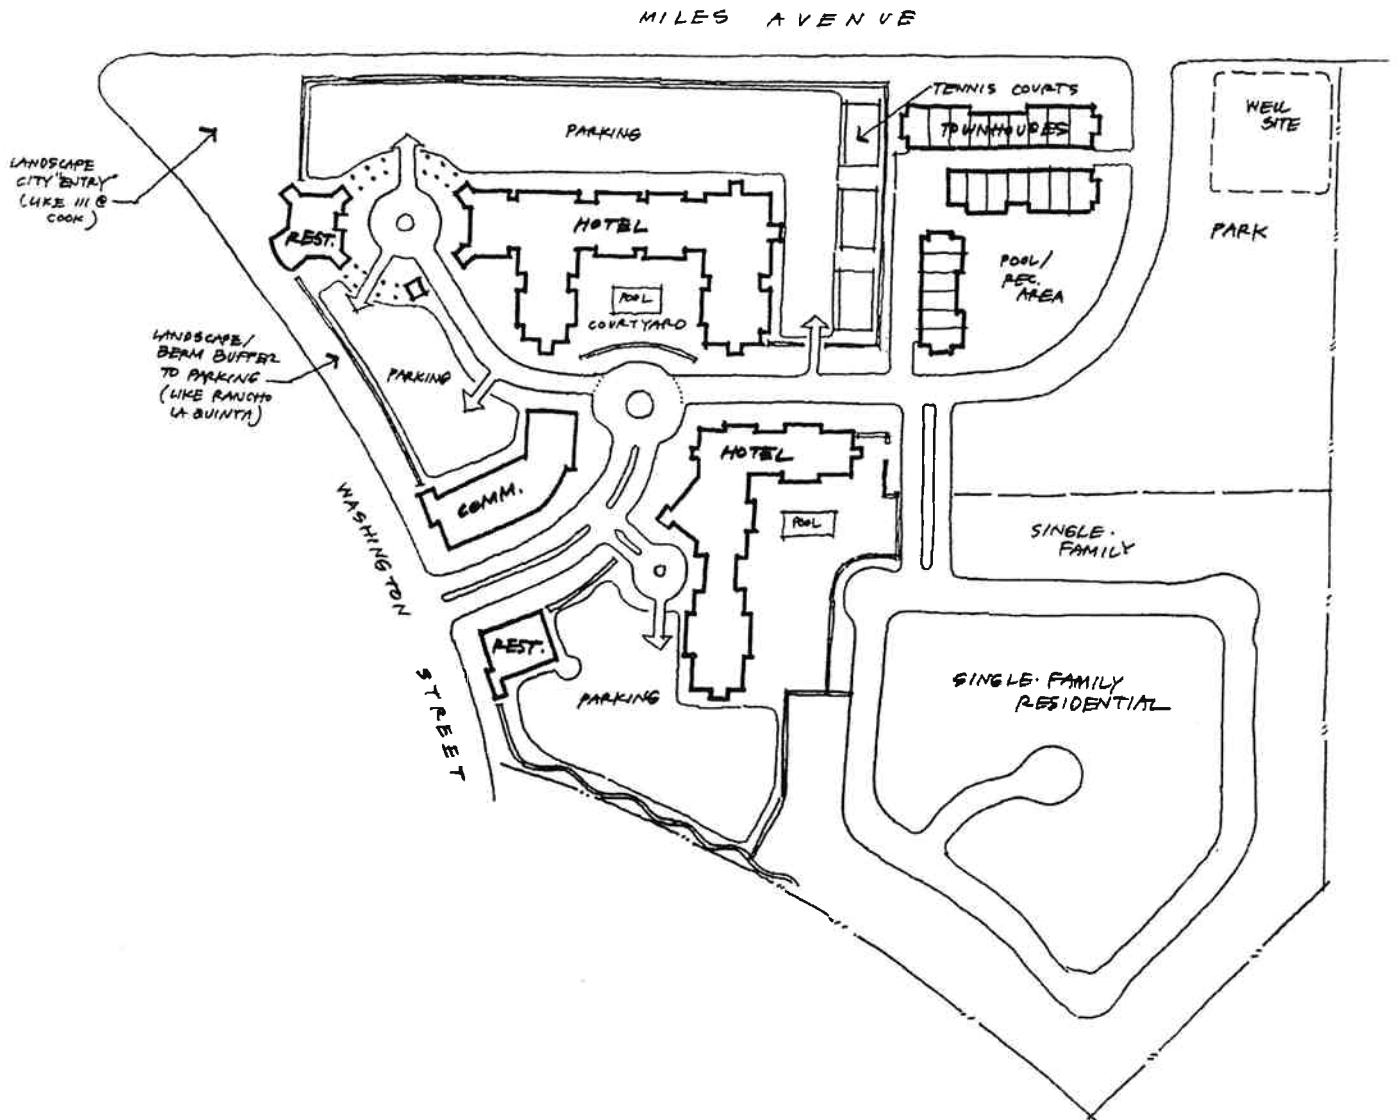 MILES AVENUE
TENNIS COURTS
TOWNHOUSES
WELL
SITE
PARKING
LANDSCAPE
CITY "ENTRY"
(LIKE 111 @
COOK)
REST.
HOTEL
PARK
POOL/
REC.
AREA
POOL
COURTYARD
LANDSCAPE/
BERM BUFFER
TO PARKING
(LIKE RANCHO
LA QUINTA)
PARKING
HOTEL
COMM.
POOL
WASHINGTON
STREET
SINGLE-
FAMILY
REST.
PARKING
SINGLE-FAMILY
RESIDENTIAL